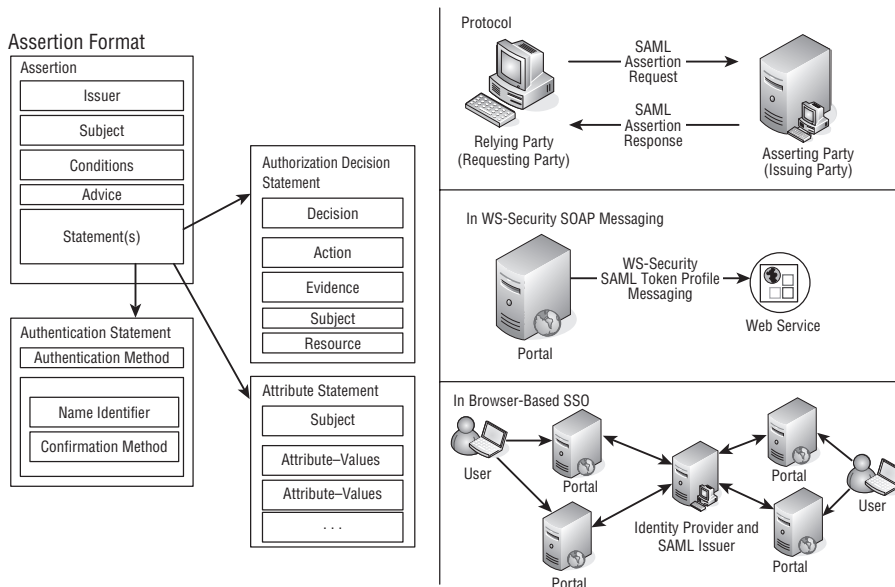 Assertion Format
Assertion
Issuer
Subject
Conditions
Advice
Statement(s)
Authentication Statement
Authentication Method
Name Identifier
Confirmation Method
Authorization Decision
Statement
Decision
Action
Evidence
Subject
Resource
Attribute Statement
Subject
Attribute–Values
Attribute–Values
. . .
Protocol
SAML
Assertion
Request
SAML
Assertion
Response
Relying Party
(Requesting Party)
Asserting Party
(Issuing Party)
In WS-Security SOAP Messaging
WS-Security
SAML Token Profile
Messaging
Portal
Web Service
In Browser-Based SSO
User
Portal
Portal
Identity Provider and
SAML Issuer
Portal
Portal
User